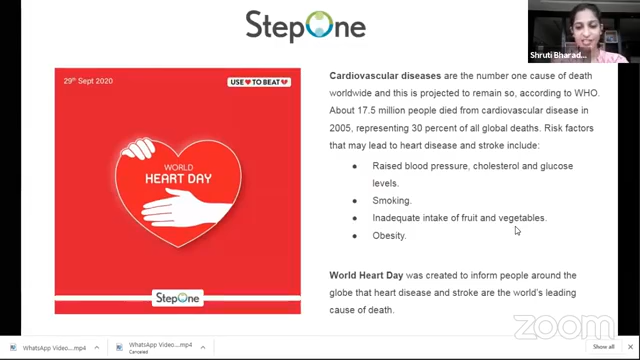 StepOne
Shruti Bharad...
29th Sept 2020
USE ♥ TO BEAT ♥
WORLD
HEART DAY
StepOne
Cardiovascular diseases are the number one cause of death
worldwide and this is projected to remain so, according to WHO.
About 17.5 million people died from cardiovascular disease in
2005, representing 30 percent of all global deaths. Risk factors
that may lead to heart disease and stroke include:
● Raised blood pressure, cholesterol and glucose
levels.
● Smoking.
● Inadequate intake of fruit and vegetables.
● Obesity.
World Heart Day was created to inform people around the
globe that heart disease and stroke are the world's leading
cause of death.
zoom
WhatsApp Video....mp4
WhatsApp Video....mp4
Canceled
Show all